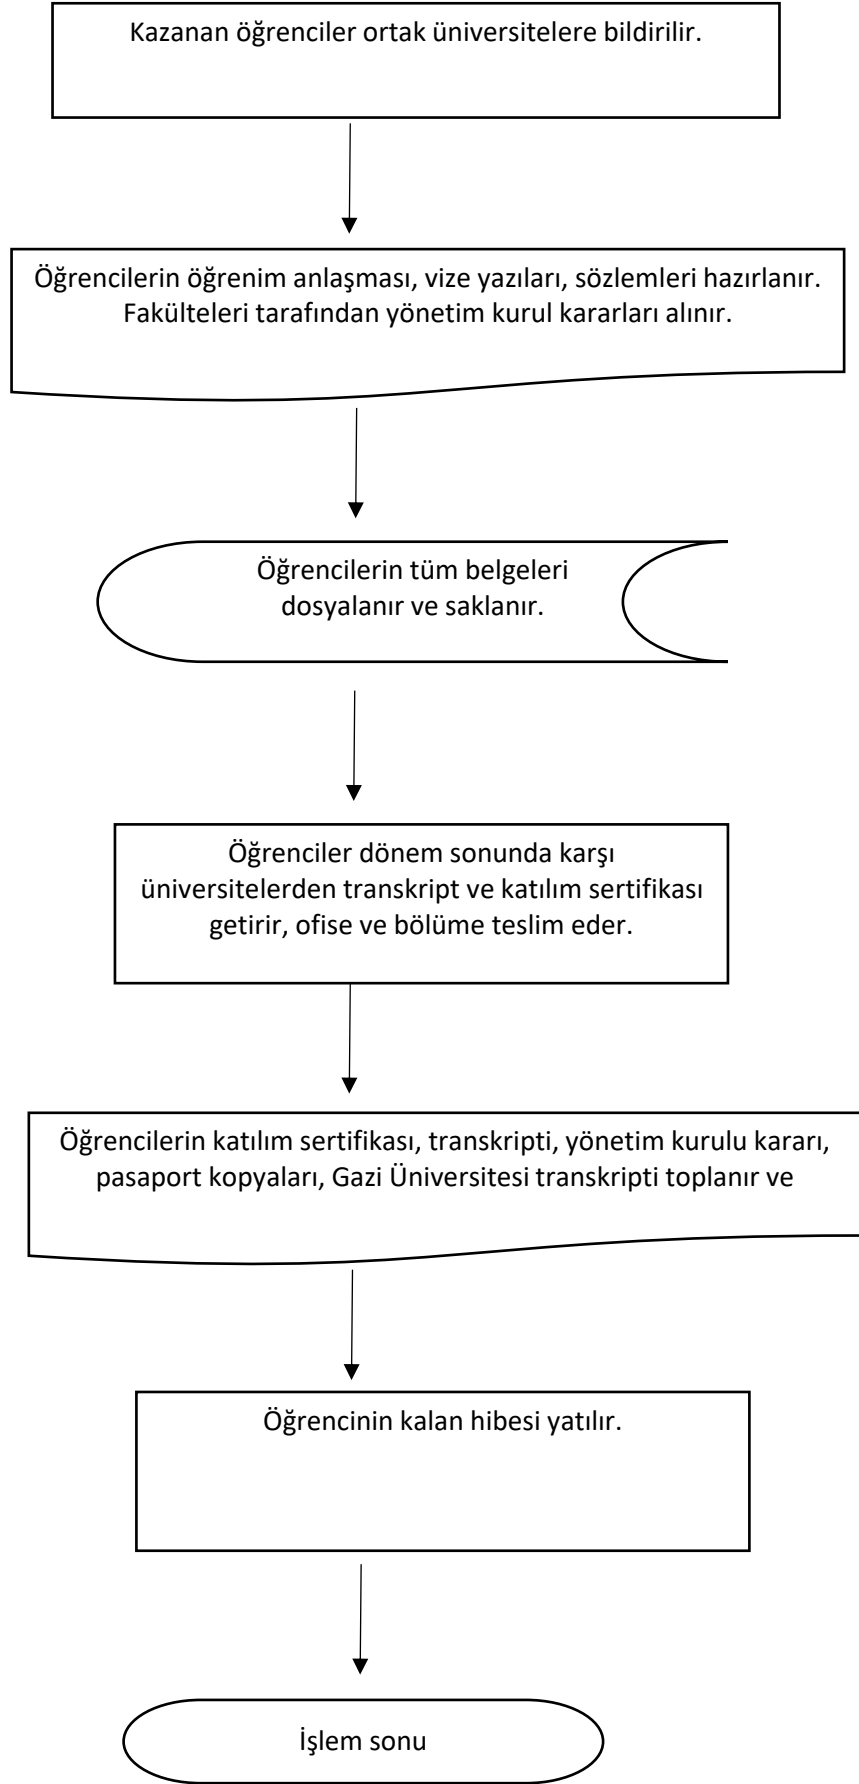 Kazanan öğrenciler ortak üniversitelere bildirilir.
Öğrencilerin öğrenim anlaşması, vize yazıları, sözlemleri hazırlanır.
Fakülteleri tarafından yönetim kurul kararları alınır.
Öğrencilerin tüm belgeleri
dosyalanır ve saklanır.
Öğrenciler dönem sonunda karşı
üniversitelerden transkript ve katılım sertifikası
getirir, ofise ve bölüme teslim eder.
Öğrencilerin katılım sertifikası, transkripti, yönetim kurulu kararı,
pasaport kopyaları, Gazi Üniversitesi transkripti toplanır ve
Öğrencinin kalan hibesi yatılır.
İşlem sonu